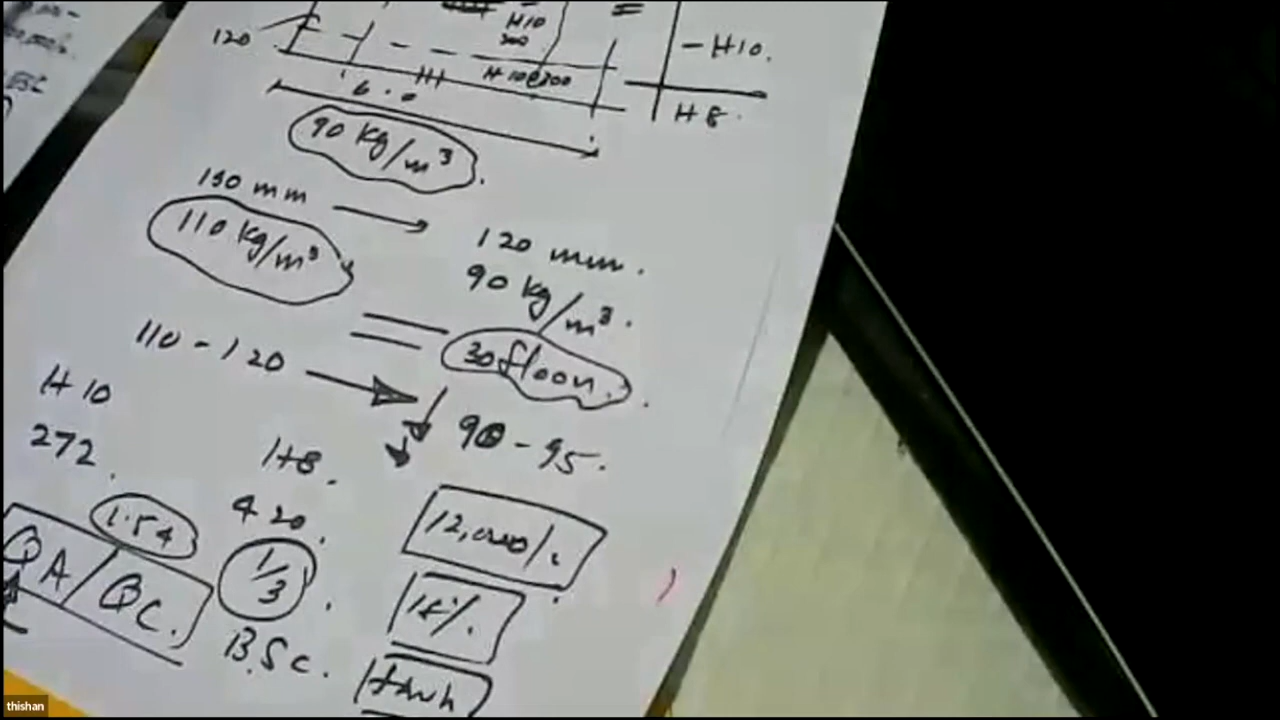 H10
200
120
H10@200
6.0
- H10.
H8.
90 kg/m³.
150 mm
110 kg/m³
120 mm.
90 kg/m³.
30 floor.
110 - 120
90 - 95.
H10
272.
H8.
420.
1.54
1/3.
QA/QC.
B.Sc.
12,000/.
thishan